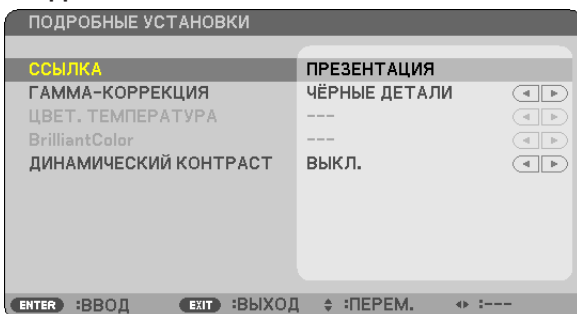 ПОДРОБНЫЕ УСТАНОВКИ
ССЫЛКА ПРЕЗЕНТАЦИЯ
ГАММА-КОРРЕКЦИЯ ЧЁРНЫЕ ДЕТАЛИ
ЦВЕТ. ТЕМПЕРАТУРА ---
BrilliantColor ---
ДИНАМИЧЕСКИЙ КОНТРАСТ ВЫКЛ.
ENTER :ВВОД EXIT :ВЫХОД :ПЕРЕМ. :---